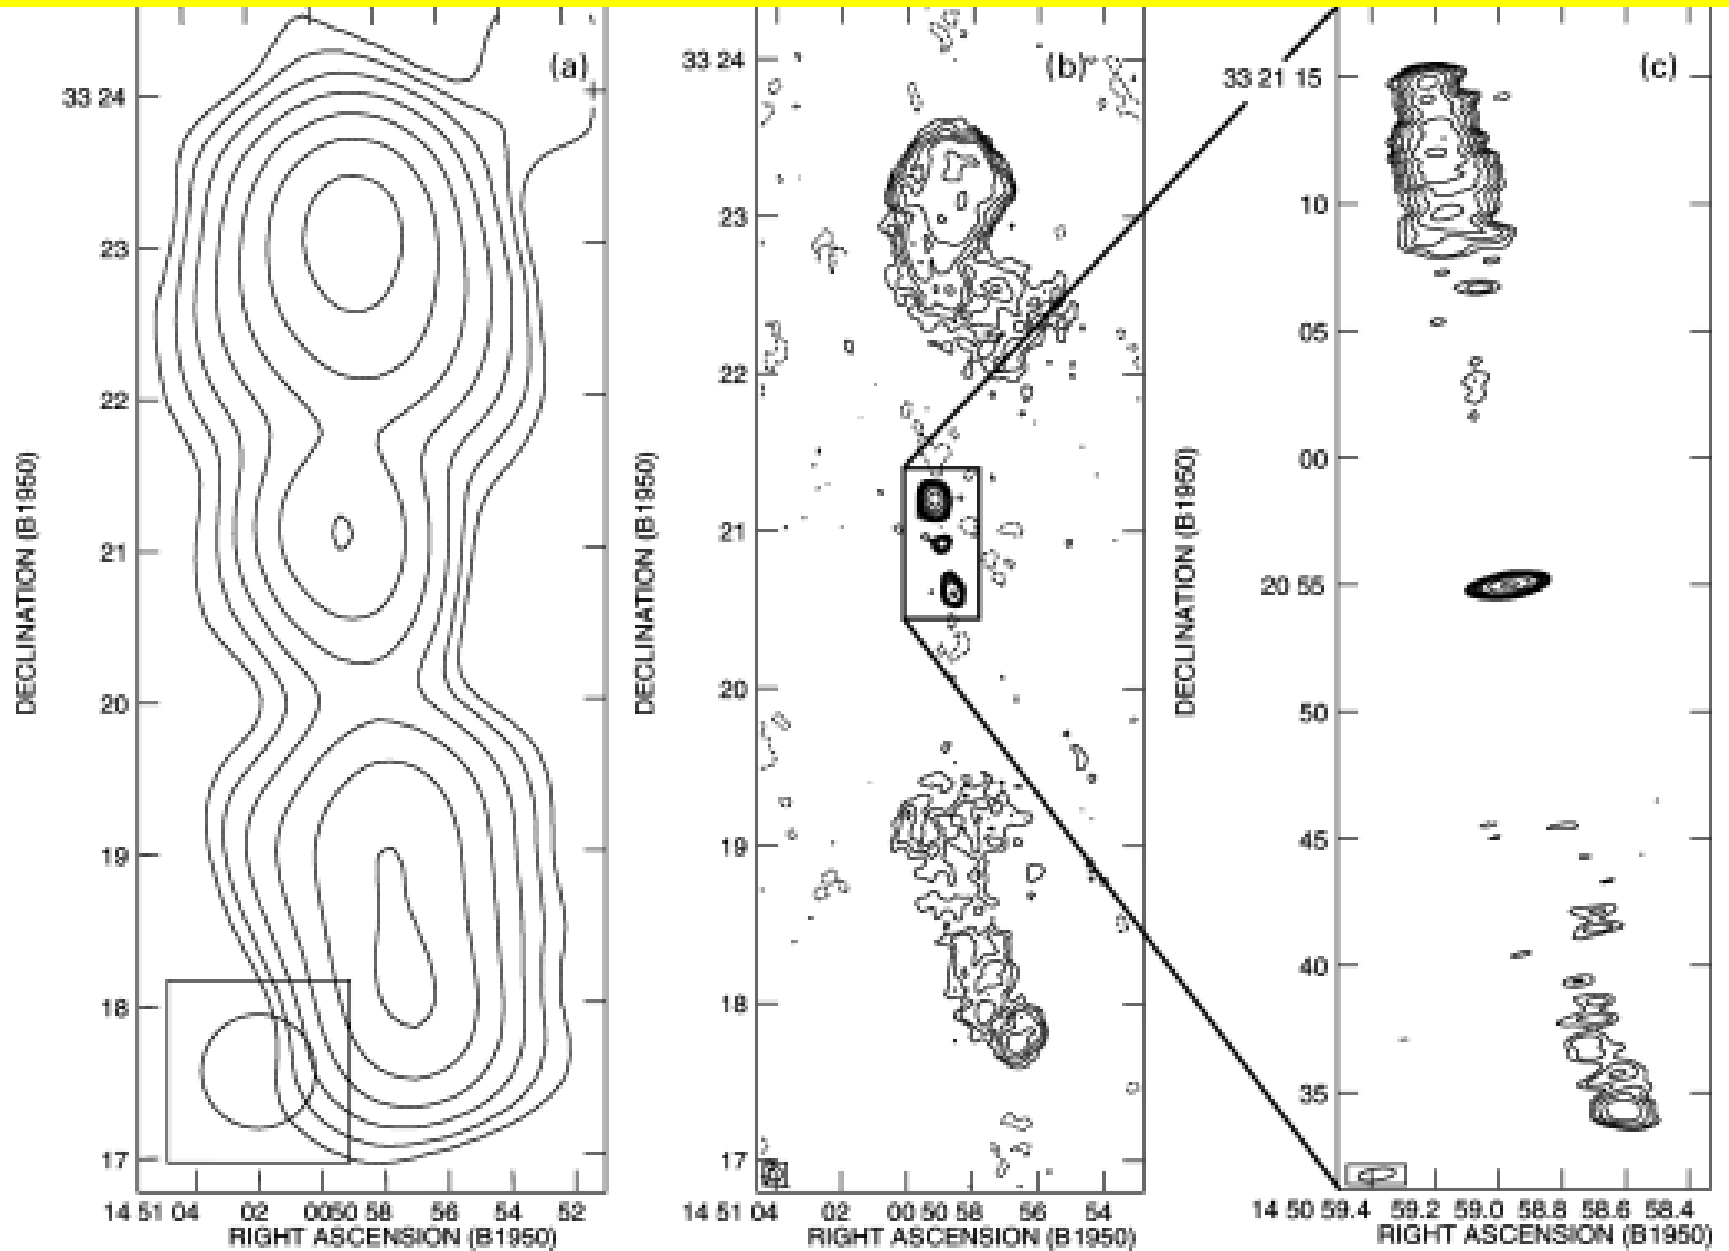 (a)
33 24
23
22
21
20
19
18
17
DECLINATION (B1950)
14 51 04 02 0050 58 56 54 52
RIGHT ASCENSION (B1950)
(b)
33 24
23
22
21
20
19
18
17
DECLINATION (B1950)
14 51 04 02 00 50 58 56 54
RIGHT ASCENSION (B1950)
(c)
33 21 15
10
05
00
20 55
50
45
40
35
DECLINATION (B1950)
14 50 59.4 59.2 59.0 58.8 58.6 58.4
RIGHT ASCENSION (B1950)